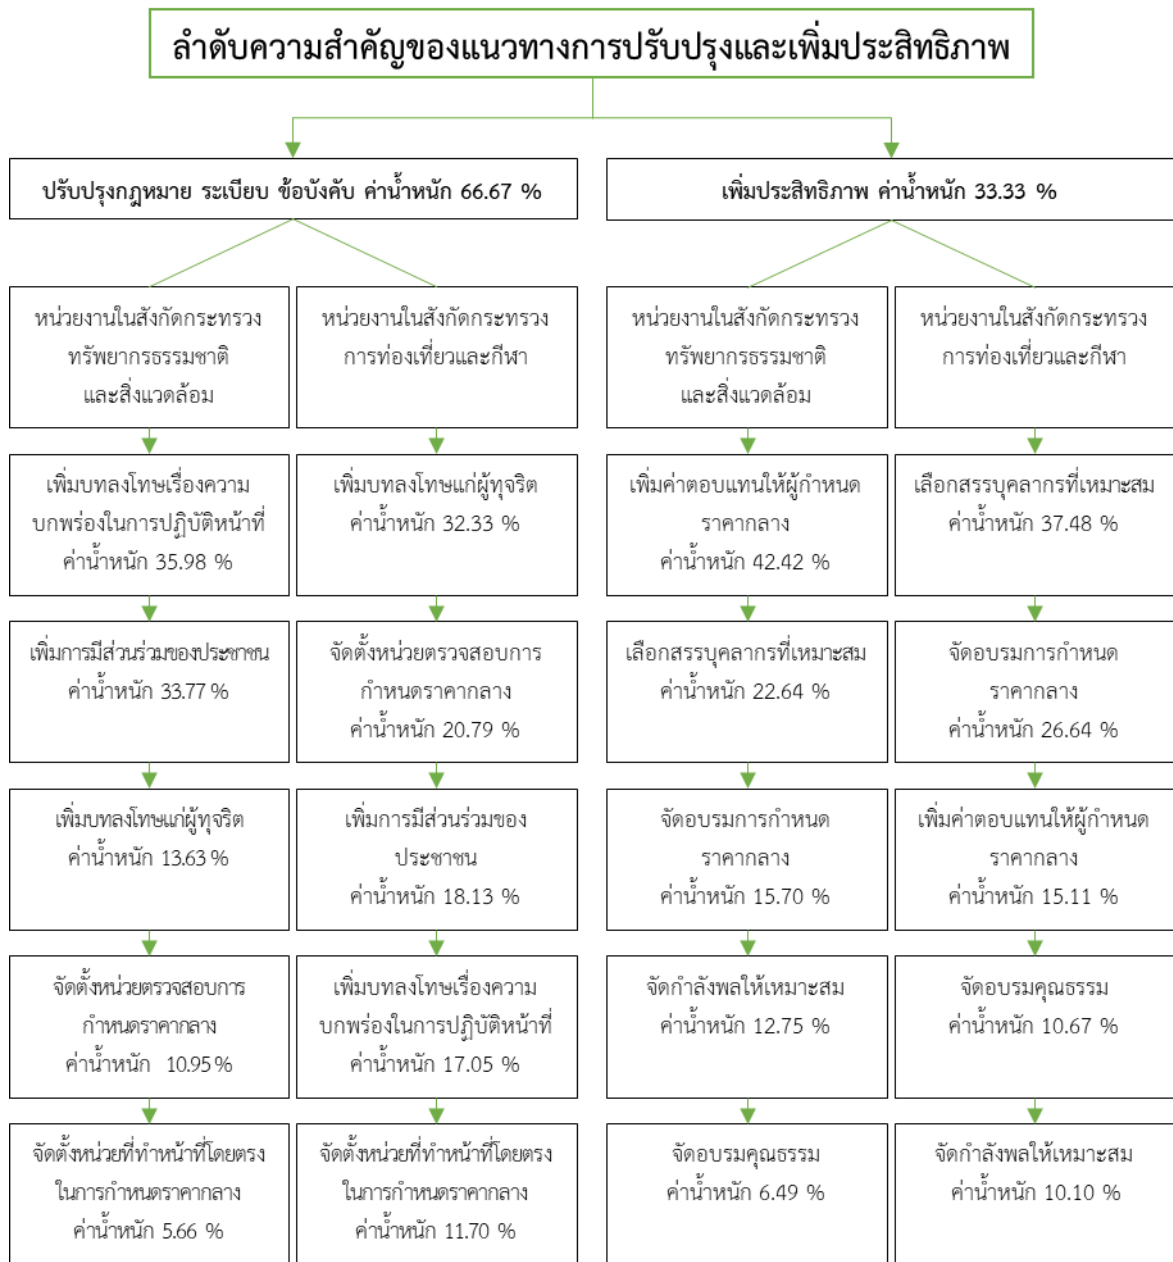 ลำดับความสำคัญของแนวทางการปรับปรุงและเพิ่มประสิทธิภาพ
ปรับปรุงกฎหมาย ระเบียบ ข้อบังคับ ค่าน้ำหนัก 66.67 %
เพิ่มประสิทธิภาพ ค่าน้ำหนัก 33.33 %
หน่วยงานในสังกัดกระทรวง
ทรัพยากรธรรมชาติ
และสิ่งแวดล้อม
หน่วยงานในสังกัดกระทรวง
การท่องเที่ยวและกีฬา
หน่วยงานในสังกัดกระทรวง
ทรัพยากรธรรมชาติ
และสิ่งแวดล้อม
หน่วยงานในสังกัดกระทรวง
การท่องเที่ยวและกีฬา
เพิ่มบทลงโทษเรื่องความ
บกพร่องในการปฏิบัติหน้าที่
ค่าน้ำหนัก 35.98 %
เพิ่มบทลงโทษแก่ผู้ทุจริต
ค่าน้ำหนัก 32.33 %
เพิ่มค่าตอบแทนให้ผู้กำหนด
ราคากลาง
ค่าน้ำหนัก 42.42 %
เลือกสรรบุคลากรที่เหมาะสม
ค่าน้ำหนัก 37.48 %
เพิ่มการมีส่วนร่วมของประชาชน
ค่าน้ำหนัก 33.77 %
จัดตั้งหน่วยตรวจสอบการ
กำหนดราคากลาง
ค่าน้ำหนัก 20.79 %
เลือกสรรบุคลากรที่เหมาะสม
ค่าน้ำหนัก 22.64 %
จัดอบรมการกำหนด
ราคากลาง
ค่าน้ำหนัก 26.64 %
เพิ่มบทลงโทษแก่ผู้ทุจริต
ค่าน้ำหนัก 13.63 %
เพิ่มการมีส่วนร่วมของ
ประชาชน
ค่าน้ำหนัก 18.13 %
จัดอบรมการกำหนด
ราคากลาง
ค่าน้ำหนัก 15.70 %
เพิ่มค่าตอบแทนให้ผู้กำหนด
ราคากลาง
ค่าน้ำหนัก 15.11 %
จัดตั้งหน่วยตรวจสอบการ
กำหนดราคากลาง
ค่าน้ำหนัก 10.95 %
เพิ่มบทลงโทษเรื่องความ
บกพร่องในการปฏิบัติหน้าที่
ค่าน้ำหนัก 17.05 %
จัดกำลังพลให้เหมาะสม
ค่าน้ำหนัก 12.75 %
จัดอบรมคุณธรรม
ค่าน้ำหนัก 10.67 %
จัดตั้งหน่วยที่ทำหน้าที่โดยตรง
ในการกำหนดราคากลาง
ค่าน้ำหนัก 5.66 %
จัดตั้งหน่วยที่ทำหน้าที่โดยตรง
ในการกำหนดราคากลาง
ค่าน้ำหนัก 11.70 %
จัดอบรมคุณธรรม
ค่าน้ำหนัก 6.49 %
จัดกำลังพลให้เหมาะสม
ค่าน้ำหนัก 10.10 %